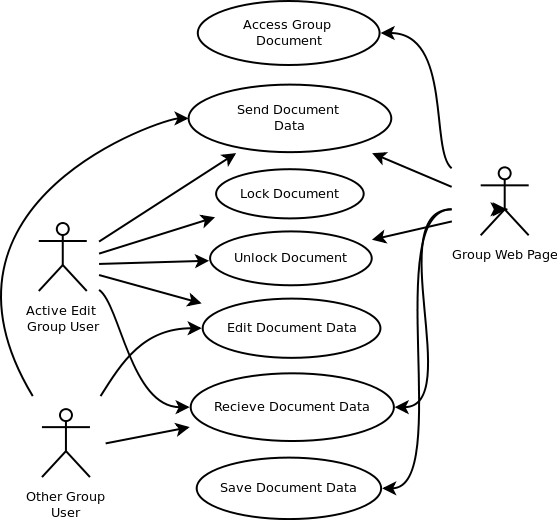 Access Group
Document
Send Document
Data
Lock Document
Unlock Document
Group Web Page
Active Edit
Group User
Edit Document Data
Recieve Document Data
Save Document Data
Other Group
User